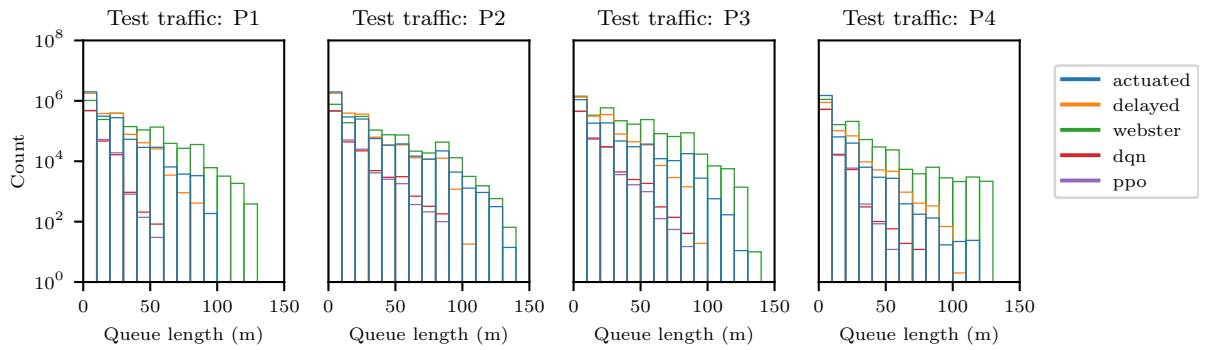 Test traffic: P1 Test traffic: P2 Test traffic: P3 Test traffic: P4
10^8
10^6
10^4
10^2
10^0
Count
0 50 100 150 0 50 100 150 0 50 100 150 0 50 100 150
Queue length (m) Queue length (m) Queue length (m) Queue length (m)
actuated
delayed
webster
dqn
ppo